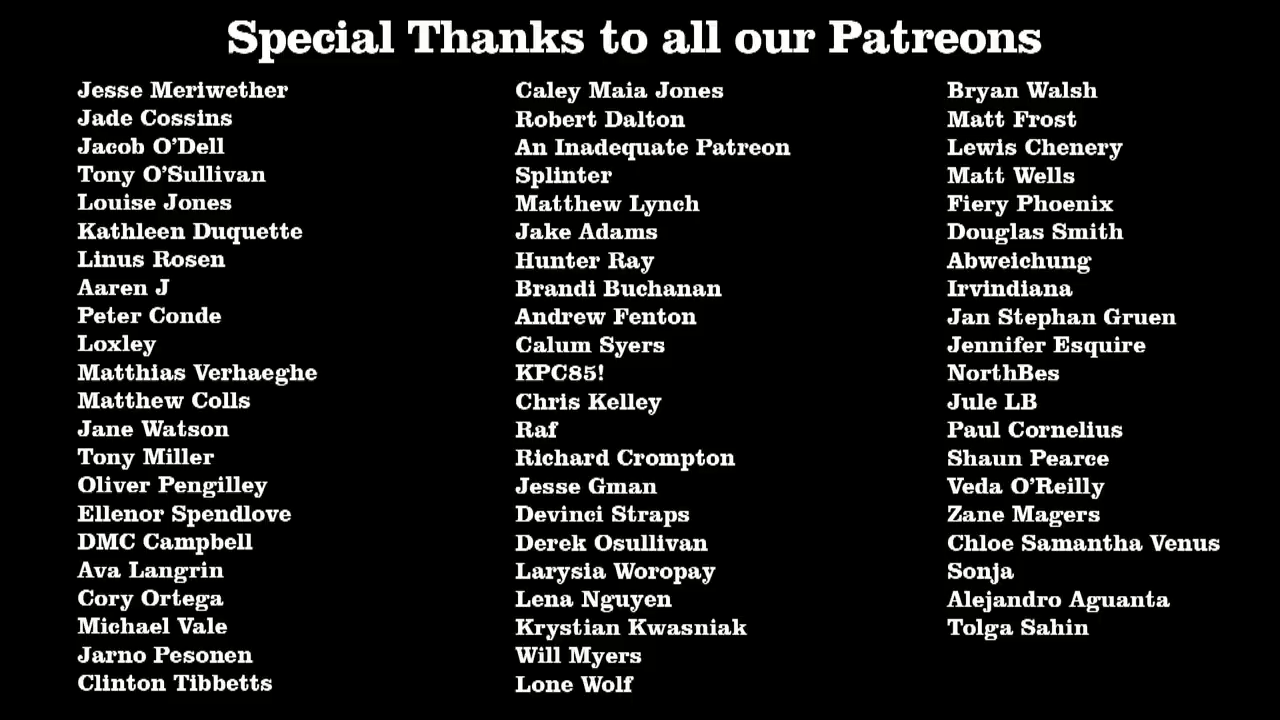 Special Thanks to all our Patreons
Jesse Meriwether
Jade Cossins
Jacob O'Dell
Tony O'Sullivan
Louise Jones
Kathleen Duquette
Linus Rosen
Aaren J
Peter Conde
Loxley
Matthias Verhaeghe
Matthew Colls
Jane Watson
Tony Miller
Oliver Pengilley
Ellenor Spendlove
DMC Campbell
Ava Langrin
Cory Ortega
Michael Vale
Jarno Pesonen
Clinton Tibbetts
Caley Maia Jones
Robert Dalton
An Inadequate Patreon
Splinter
Matthew Lynch
Jake Adams
Hunter Ray
Brandi Buchanan
Andrew Fenton
Calum Syers
KPC85!
Chris Kelley
Raf
Richard Crompton
Jesse Gman
Devinci Straps
Derek Osullivan
Larysia Woropay
Lena Nguyen
Krystian Kwasniak
Will Myers
Lone Wolf
Bryan Walsh
Matt Frost
Lewis Chenery
Matt Wells
Fiery Phoenix
Douglas Smith
Abweichung
Irvindiana
Jan Stephan Gruen
Jennifer Esquire
NorthBes
Jule LB
Paul Cornelius
Shaun Pearce
Veda O'Reilly
Zane Magers
Chloe Samantha Venus
Sonja
Alejandro Aguanta
Tolga Sahin